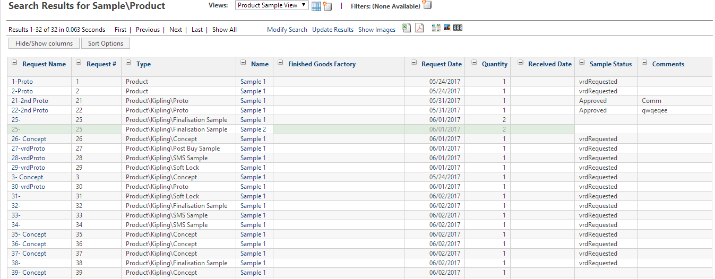 Search Results for Sample\Product
Views: Product Sample View
Filters: (None Available)
Results 1-32 of 32 in 0.063 Seconds First | Previous | Next | Last | Show All Modify Search Update Results Show Images
Hide/Show columns Sort Options
Request Name Request # Type Name Finished Goods Factory Request Date Quantity Received Date Sample Status Comments
1-Proto 1 Product Sample 1 05/24/2017 1 vrdRequested
2-Proto 2 Product Sample 1 05/24/2017 1 vrdRequested
21-2nd Proto 21 Product\Kipling\Proto Sample 1 05/31/2017 1 Approved Comm
22-2nd Proto 22 Product\Kipling\Proto Sample 1 05/31/2017 1 Approved qwqeqee
25- 25 Product\Kipling\Finalisation Sample Sample 1 06/01/2017 2
25- 25 Product\Kipling\Finalisation Sample Sample 2 06/01/2017 2
26- Concept 26 Product\Kipling\Concept Sample 1 06/01/2017 1 vrdRequested
27-vrdProto 27 Product\Kipling\Post Buy Sample Sample 1 06/01/2017 1 vrdRequested
28-vrdProto 28 Product\Kipling\SMS Sample Sample 1 06/01/2017 1 vrdRequested
29-vrdProto 29 Product\Kipling\Soft Lock Sample 1 06/01/2017 1 vrdRequested
3- Concept 3 Product\Kipling\Concept Sample 1 05/24/2017 1 vrdRequested
30-vrdProto 30 Product\Kipling\Proto Sample 1 06/01/2017 1 vrdRequested
31- 31 Product\Kipling\Soft Lock Sample 1 06/02/2017 1 vrdRequested
32- 32 Product\Kipling\Finalisation Sample Sample 1 06/02/2017 1 vrdRequested
33- 33 Product\Kipling\SMS Sample Sample 1 06/02/2017 1 vrdRequested
34- 34 Product\Kipling\SMS Sample Sample 1 06/02/2017 1 vrdRequested
35- Concept 35 Product\Kipling\Concept Sample 1 06/02/2017 1 vrdRequested
36- Concept 36 Product\Kipling\Concept Sample 1 06/02/2017 1 vrdRequested
37- Concept 37 Product\Kipling\Concept Sample 1 06/02/2017 1 vrdRequested
38- 38 Product\Kipling\Finalisation Sample Sample 1 06/02/2017 1 vrdRequested
39- Concept 39 Product\Kipling\Concept Sample 1 06/02/2017 1 vrdRequested